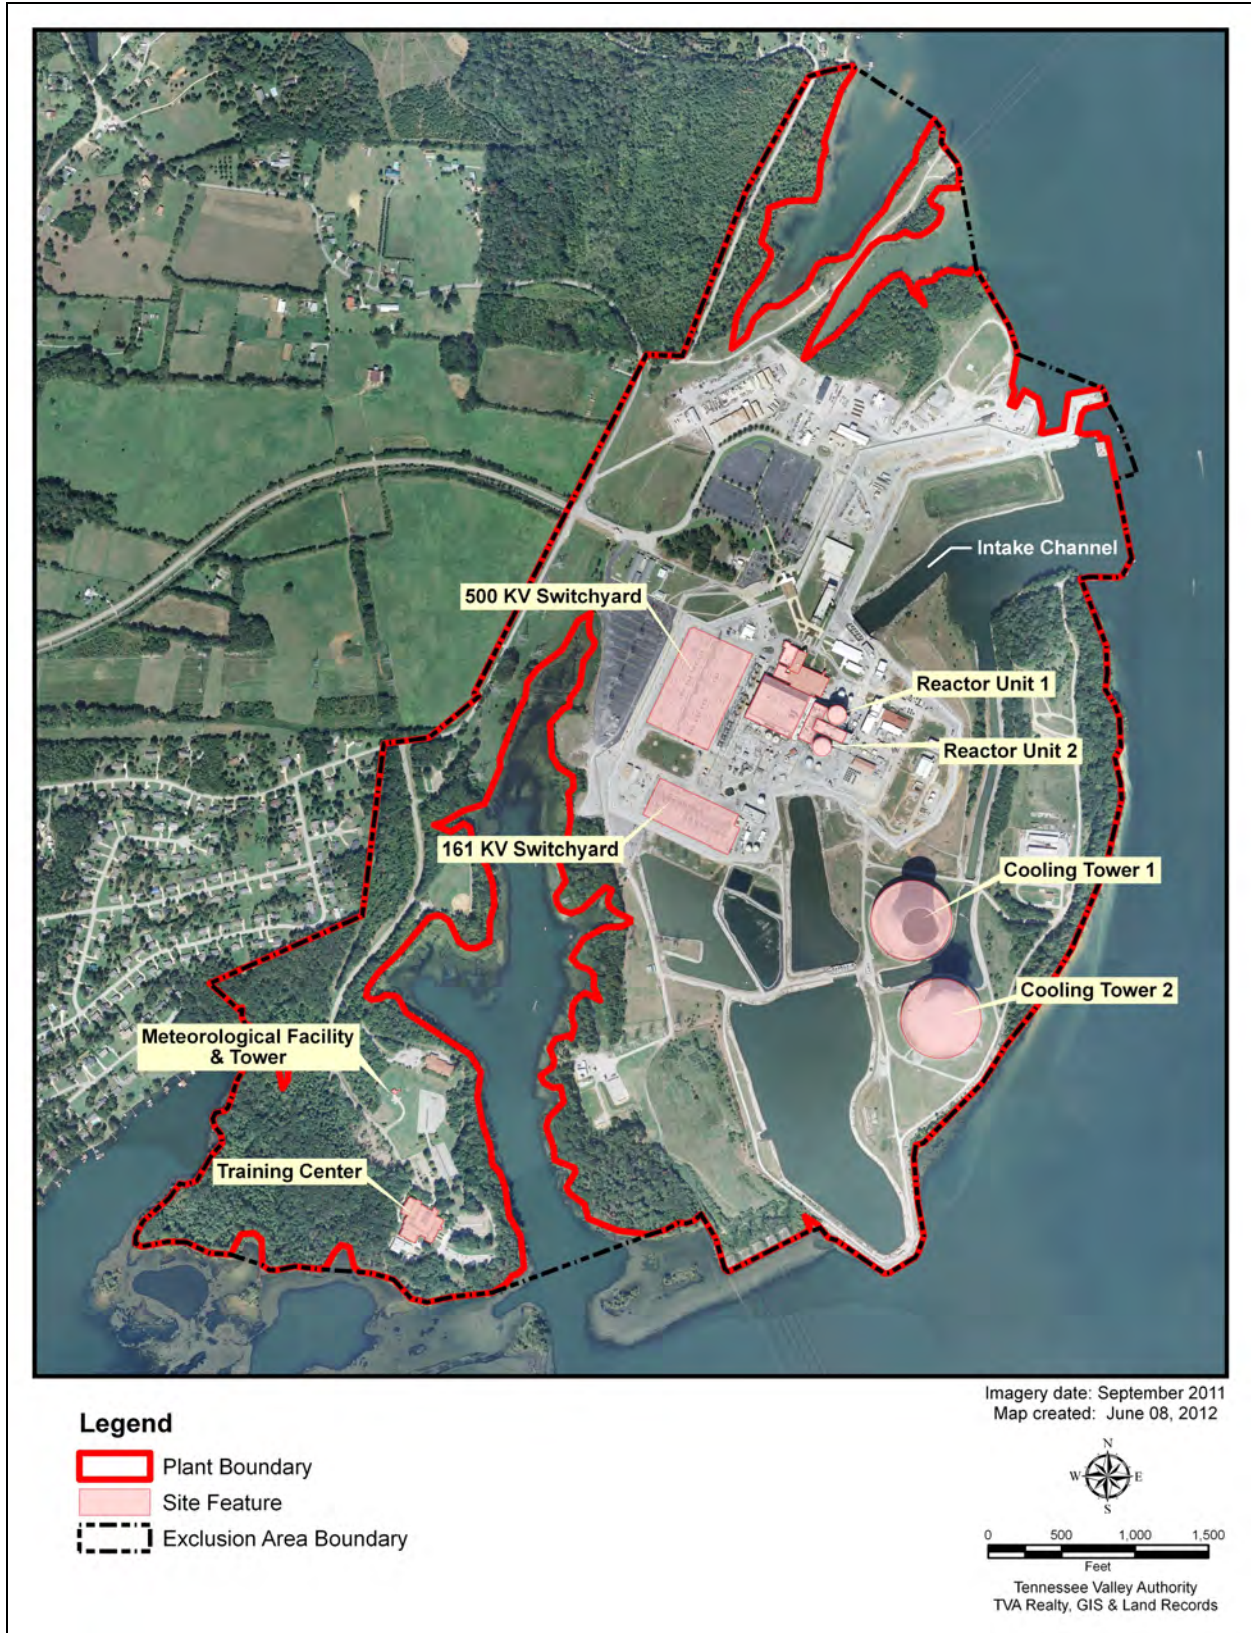 Intake Channel
500 KV Switchyard
Reactor Unit 1
Reactor Unit 2
161 KV Switchyard
Cooling Tower 1
Cooling Tower 2
Meteorological Facility
& Tower
Training Center
Imagery date: September 2011
Map created: June 08, 2012
Legend
Plant Boundary
Site Feature
Exclusion Area Boundary
N
W
E
S
0 500 1,000 1,500
Feet
Tennessee Valley Authority
TVA Realty, GIS & Land Records